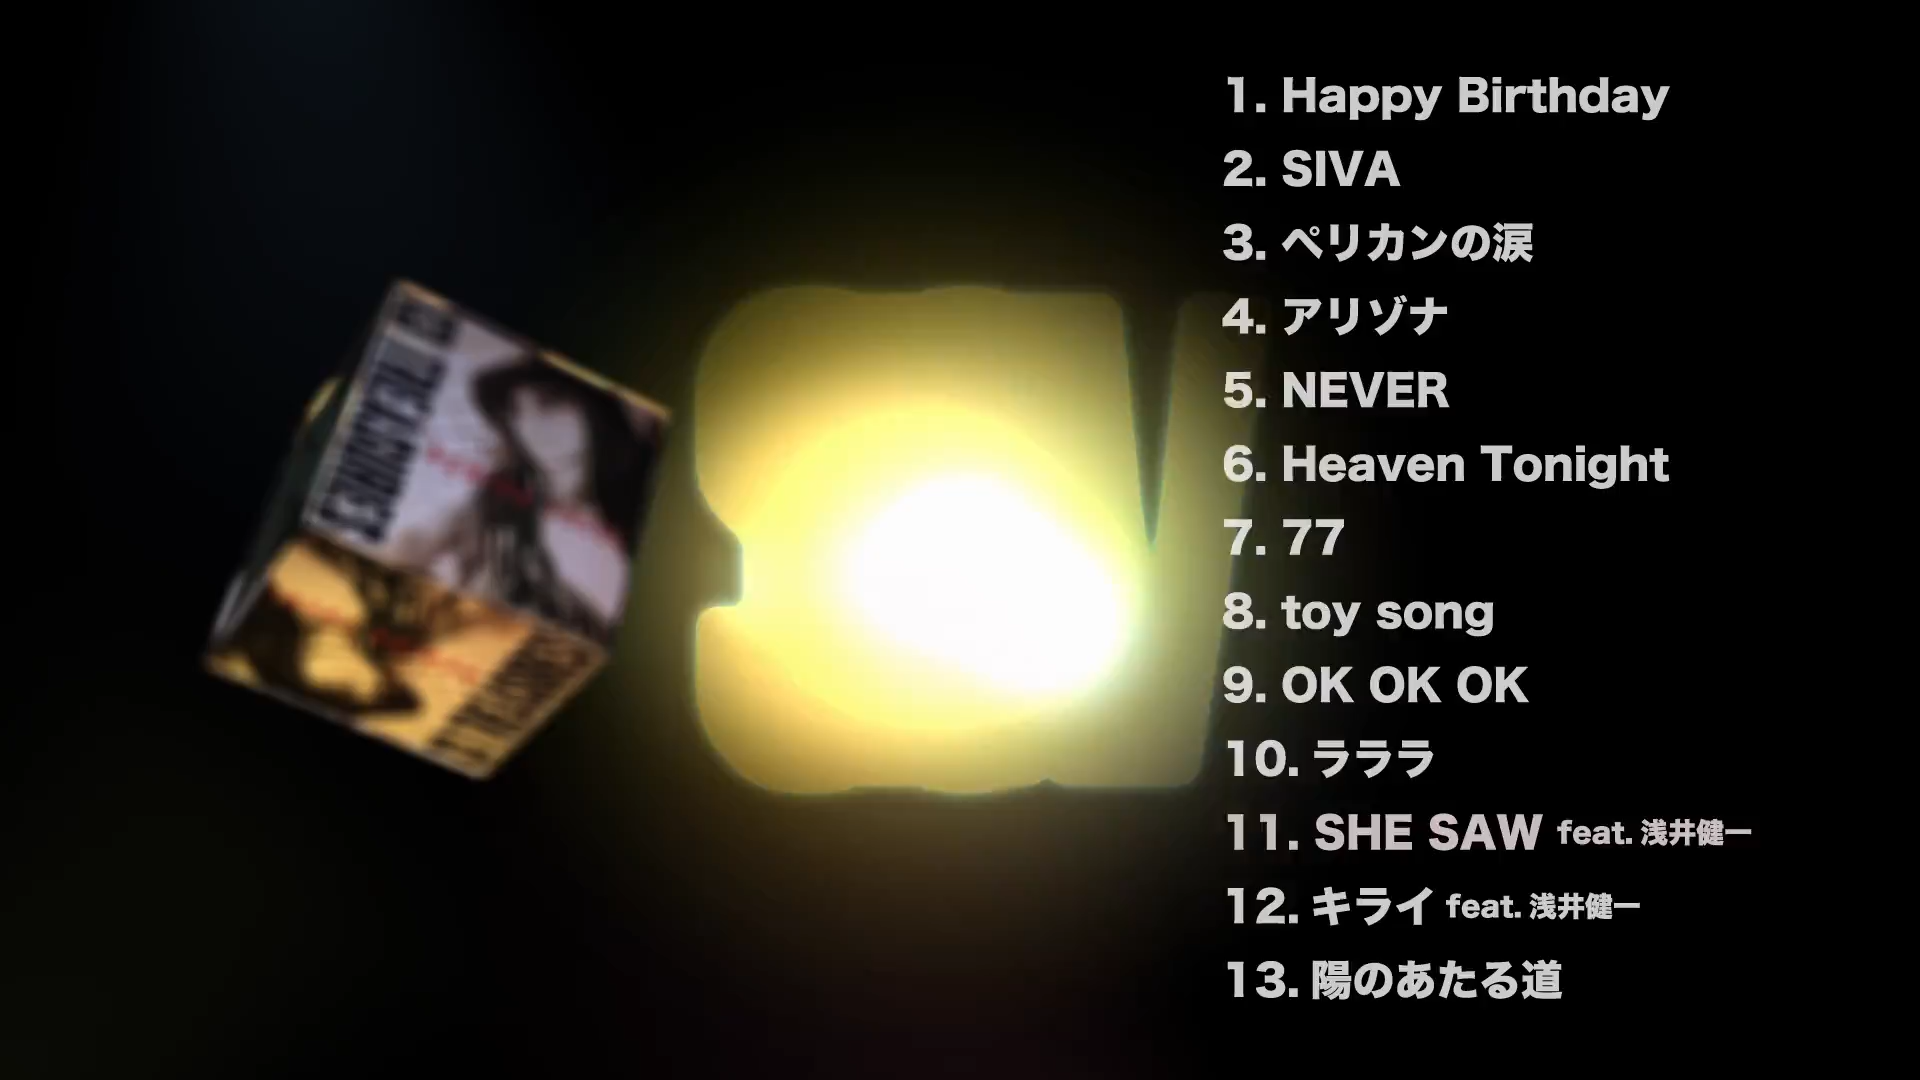 1. Happy Birthday
2. SIVA
3. ペリカンの涙
4. アリゾナ
5. NEVER
6. Heaven Tonight
7. 77
8. toy song
9. OK OK OK
10. ラララ
11. SHE SAW feat. 浅井健一
12. キライ feat. 浅井健一
13. 陽のあたる道